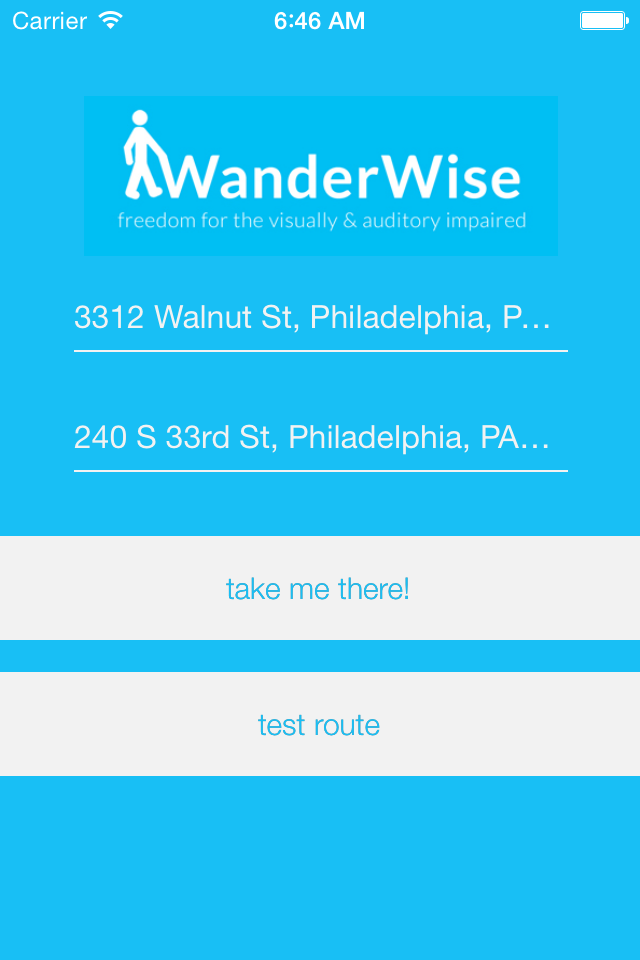 Carrier 6:46 AM
WanderWise
freedom for the visually & auditory impaired
3312 Walnut St, Philadelphia, P...
240 S 33rd St, Philadelphia, PA...
take me there!
test route